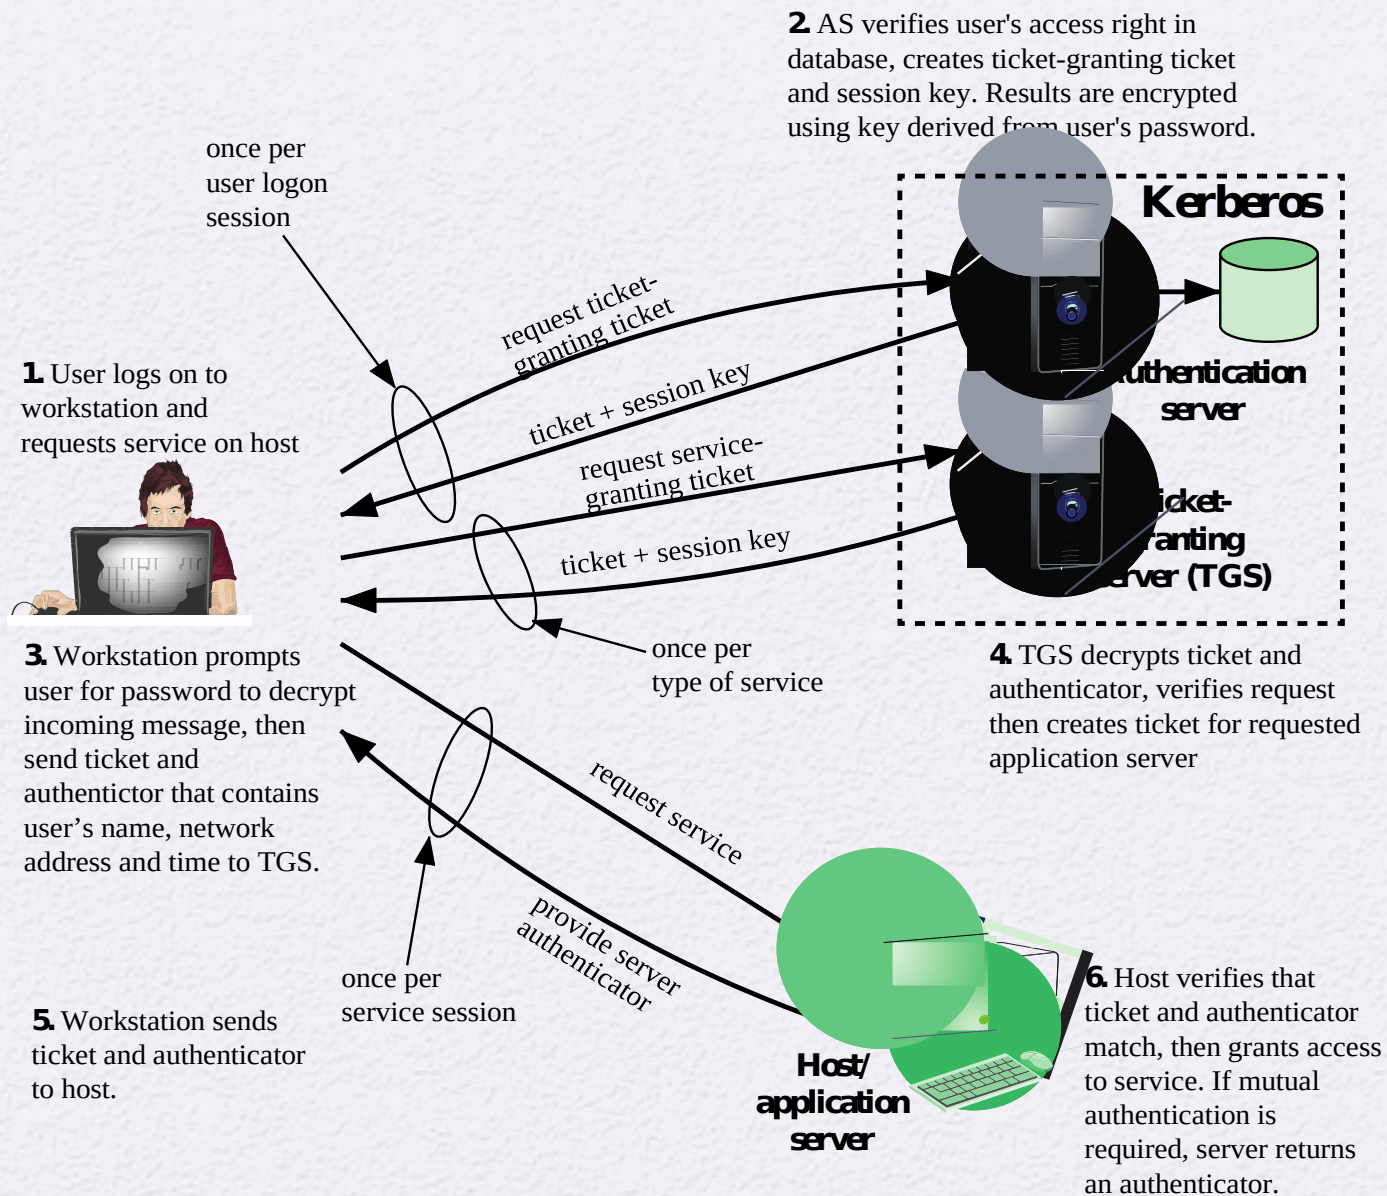 2. AS verifies user's access right in
database, creates ticket-granting ticket
and session key. Results are encrypted
using key derived from user's password.
once per
user logon
session
Kerberos
request ticket-
granting ticket
1. User logs on to
workstation and
requests service on host
ticket + session key
uthentication
server
request service-
granting ticket
ticket + session key
icket-
ranting
erver (TGS)
once per
type of service
3. Workstation prompts
user for password to decrypt
incoming message, then
send ticket and
authentictor that contains
user’s name, network
address and time to TGS.
4. TGS decrypts ticket and
authenticator, verifies request
then creates ticket for requested
application server
request service
provide server
authenticator
once per
service session
5. Workstation sends
ticket and authenticator
to host.
Host/
application
server
6. Host verifies that
ticket and authenticator
match, then grants access
to service. If mutual
authentication is
required, server returns
an authenticator.